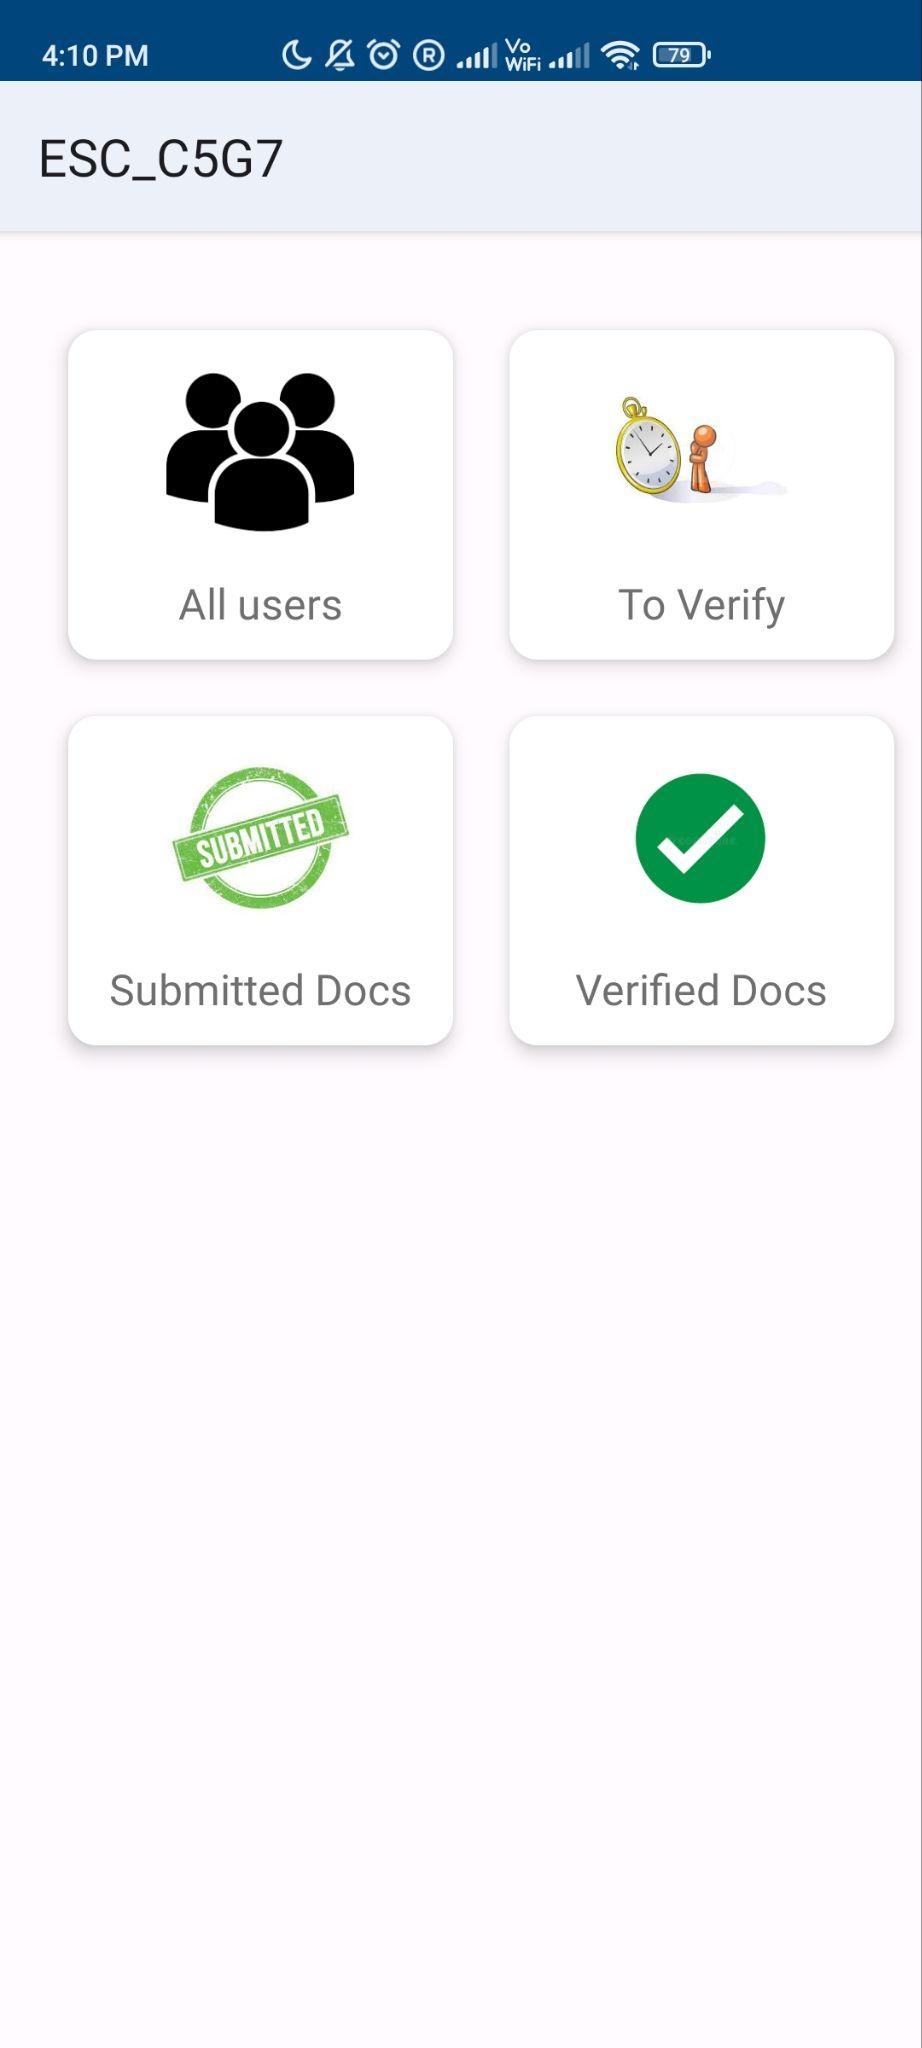 4:10 PM
R
Vo
WiFi
79
ESC_C5G7
All users
To Verify
SUBMITTED
Submitted Docs
Verified Docs